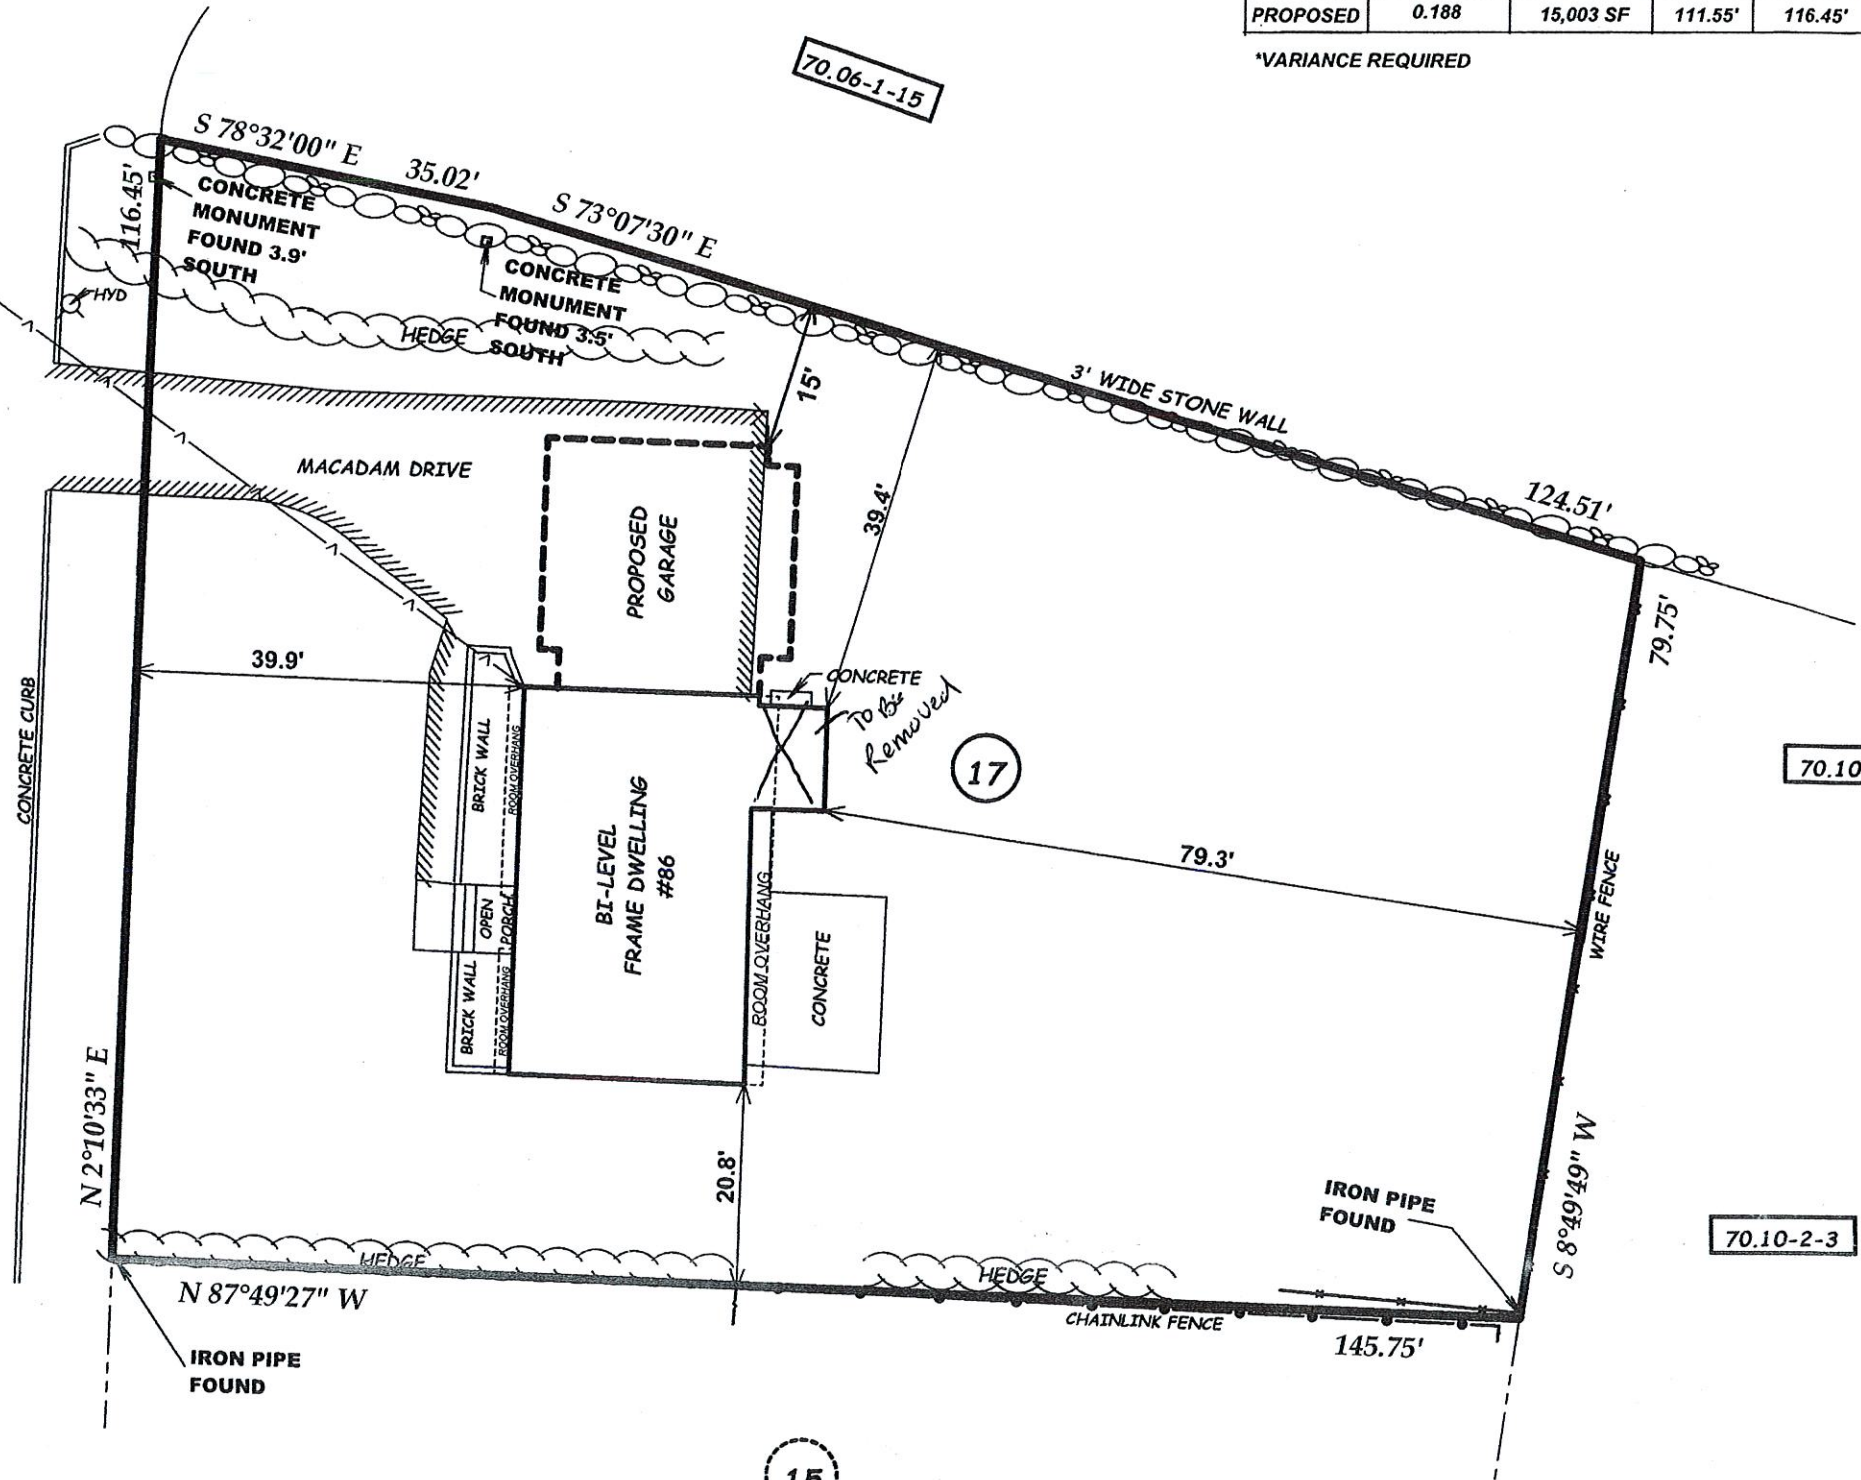 PROPOSED 0.188 15,003 SF 111.55' 116.45'
*VARIANCE REQUIRED
70.06-1-15
S 78°32'00" E
35.02'
S 73°07'30" E
116.45'
CONCRETE
MONUMENT
FOUND 3.9'
SOUTH
CONCRETE
MONUMENT
FOUND 3.5'
SOUTH
HYD
HEDGE
15'
3' WIDE STONE WALL
124.51'
MACADAM DRIVE
39.4'
PROPOSED
GARAGE
79.75'
39.9'
CONCRETE
To Be
Removed
CONCRETE CURB
BRICK WALL
ROOM OVERHANG
17
70.10
BI-LEVEL
FRAME DWELLING
#86
79.3'
WIRE FENCE
OPEN
PORCH
ROOM OVERHANG
CONCRETE
BRICK WALL
ROOM OVERHANG
N 2°10'33" E
20.8'
IRON PIPE
FOUND
S 8°49'49" W
70.10-2-3
HEDGE
HEDGE
N 87°49'27" W
CHAINLINK FENCE
145.75'
IRON PIPE
FOUND
15